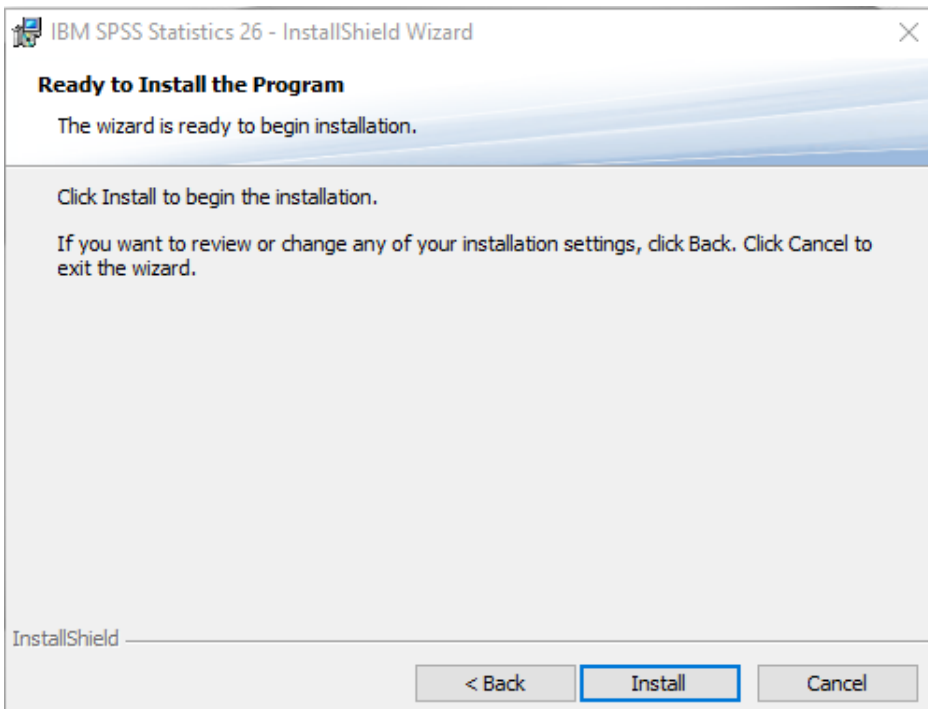 IBM SPSS Statistics 26 - InstallShield Wizard
Ready to Install the Program
The wizard is ready to begin installation.
Click Install to begin the installation.
If you want to review or change any of your installation settings, click Back. Click Cancel to
exit the wizard.
InstallShield
< Back Install Cancel